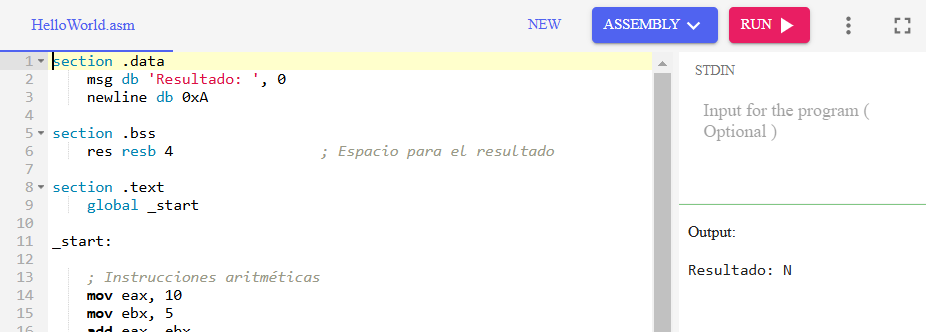 HelloWorld.asm
NEW
ASSEMBLY
RUN
1 section .data
2 msg db 'Resultado: ', 0
3 newline db 0xA
4
5 section .bss
6 res resb 4 ; Espacio para el resultado
7
8 section .text
9 global _start
10
11 _start:
12
13 ; Instrucciones aritméticas
14 mov eax, 10
15 mov ebx, 5
16 add eax, ebx
STDIN
Input for the program (
Optional )
Output:
Resultado: N